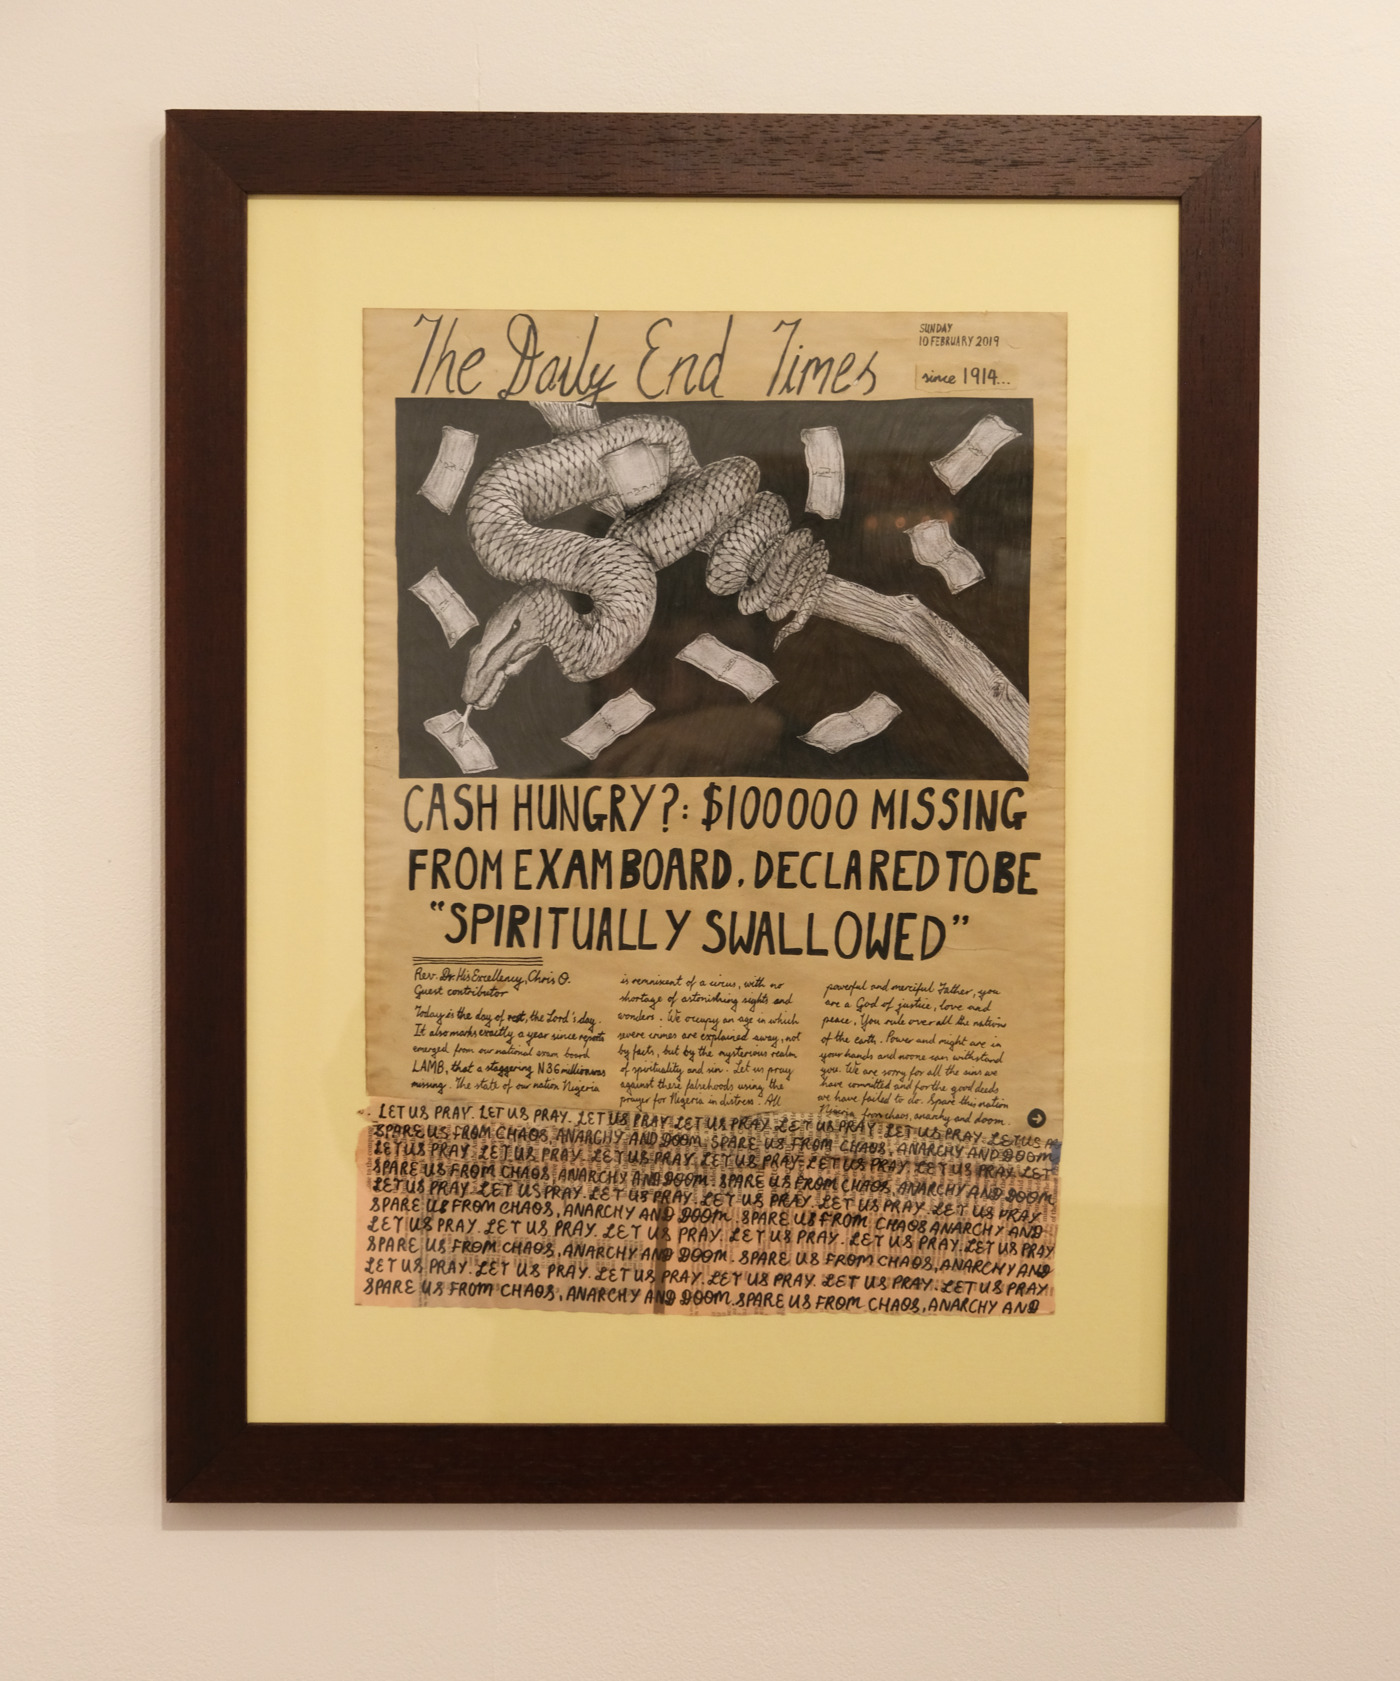 The Daily End Times
SUNDAY
10 FEBRUARY 2019
since 1914...
CASH HUNGRY?: $100000 MISSING
FROM EXAM BOARD, DECLARED TO BE
"SPIRITUALLY SWALLOWED"
Rev. Dr. His Excellency, Chris O.
Guest contributor
Today is the day of rest, the Lord's day.
It also marks exactly a year since reports
emerged from our national exam board
LAMB, that a staggering N36 million was
missing. The state of our nation Nigeria
is reminisent of a circus, with no
shortage of astonishing sights and
wonders. We occupy an age in which
severe crimes are explained away, not
by facts, but by the mysterious realm
of spirituality and sin. Let us pray
against these falsehoods using the
prayer for Nigeria in distress. All
powerful and merciful Father, you
are a God of justice, love and
peace. You rule over all the nations
of the earth. Power and might are in
your hands and no one can withstand
you. We are sorry for all the sins we
have committed and for the good deeds
we have failed to do. Spare this nation
Nigeria from chaos, anarchy and doom.
LET US PRAY. LET US PRAY. LET US PRAY. LET US PRAY. LET US PRAY. LET US PRAY. LET US
SPARE US FROM CHAOS, ANARCHY AND DOOM. SPARE US FROM CHAOS, ANARCHY AND DOOM
LET US PRAY. LET US PRAY. LET US PRAY. LET US PRAY. LET US PRAY. LET US PRAY. LET
SPARE US FROM CHAOS, ANARCHY AND DOOM. SPARE US FROM CHAOS, ANARCHY AND DOOM
LET US PRAY. LET US PRAY. LET US PRAY. LET US PRAY. LET US PRAY. LET US PRAY
SPARE US FROM CHAOS, ANARCHY AND DOOM. SPARE US FROM CHAOS ANARCHY AND
LET US PRAY. LET US PRAY. LET US PRAY. LET US PRAY. LET US PRAY. LET US PRAY
SPARE US FROM CHAOS, ANARCHY AND DOOM. SPARE US FROM CHAOS, ANARCHY AND
LET US PRAY. LET US PRAY. LET US PRAY. LET US PRAY. LET US PRAY. LET US PRAY
SPARE US FROM CHAOS, ANARCHY AND DOOM. SPARE US FROM CHAOS, ANARCHY AND